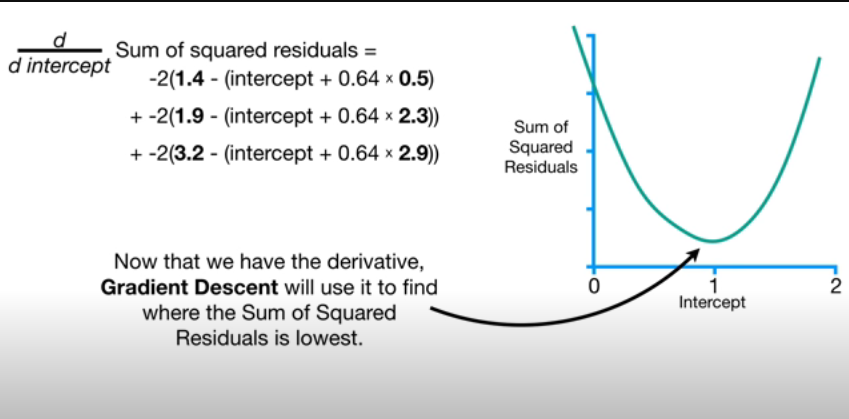 d
d intercept
Sum of squared residuals =
-2(1.4 - (intercept + 0.64 × 0.5)
+ -2(1.9 - (intercept + 0.64 × 2.3))
+ -2(3.2 - (intercept + 0.64 × 2.9))
Now that we have the derivative,
Gradient Descent will use it to find
where the Sum of Squared
Residuals is lowest.
Sum of
Squared
Residuals
0 1 2
Intercept